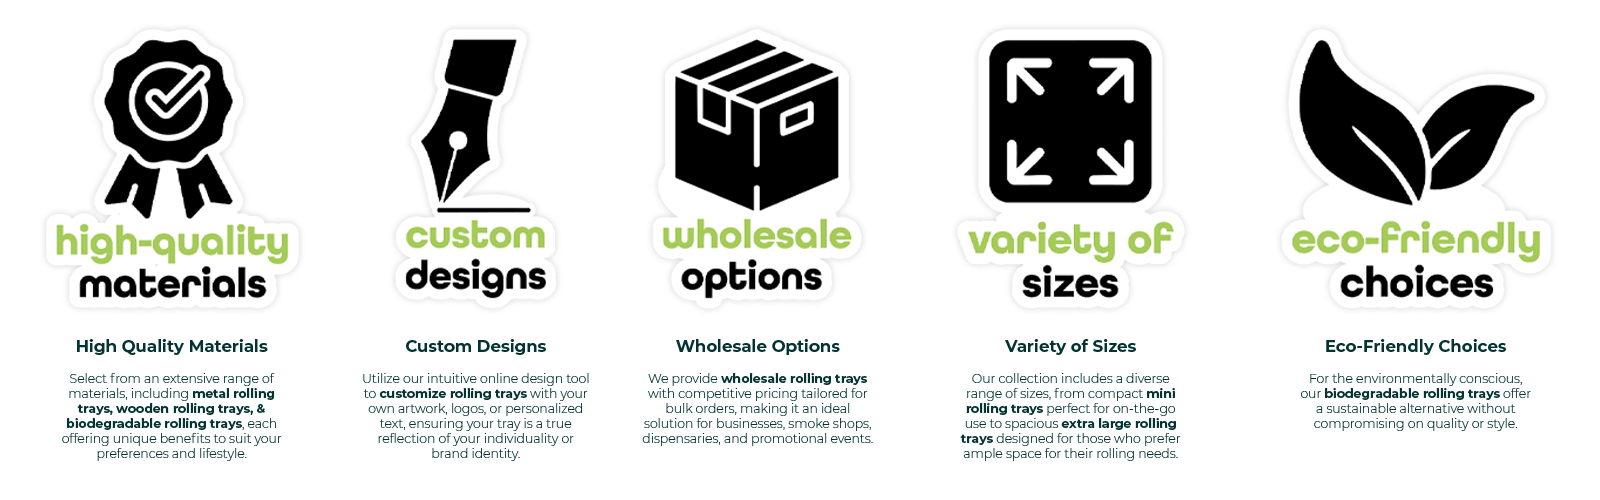 high-quality
materials
High Quality Materials
Select from an extensive range of
materials, including metal rolling
trays, wooden rolling trays, &
biodegradable rolling trays, each
offering unique benefits to suit your
preferences and lifestyle.
custom
designs
Custom Designs
Utilize our intuitive online design tool
to customize rolling trays with your
own artwork, logos, or personalized
text, ensuring your tray is a true
reflection of your individuality or
brand identity.
wholesale
options
Wholesale Options
We provide wholesale rolling trays
with competitive pricing tailored for
bulk orders, making it an ideal
solution for businesses, smoke shops,
dispensaries, and promotional events.
variety of
sizes
Variety of Sizes
Our collection includes a diverse
range of sizes, from compact mini
rolling trays perfect for on-the-go
use to spacious extra large rolling
trays designed for those who prefer
ample space for their rolling needs.
eco-friendly
choices
Eco-Friendly Choices
For the environmentally conscious,
our biodegradable rolling trays offer
a sustainable alternative without
compromising on quality or style.